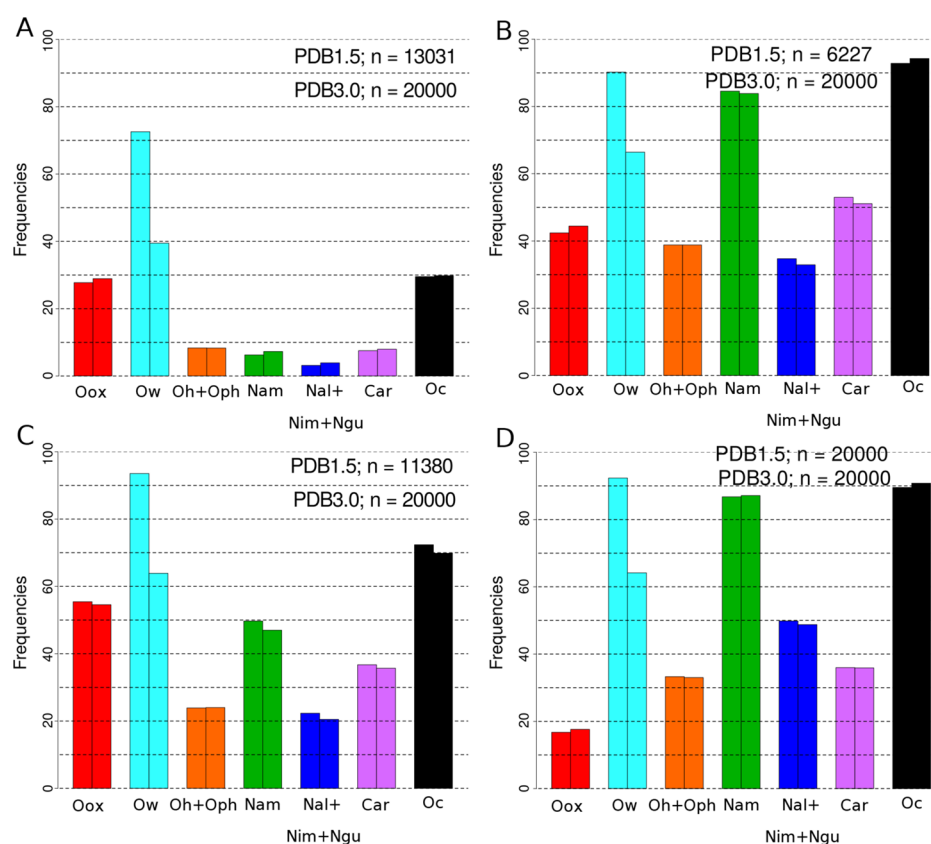 A
PDB1.5; n = 13031
PDB3.0; n = 20000
Frequencies
0 20 40 60 80 100
Oox Ow Oh+Oph Nam Nal+ Car Oc
Nim+Ngu
B
PDB1.5; n = 6227
PDB3.0; n = 20000
Frequencies
0 20 40 60 80 100
Oox Ow Oh+Oph Nam Nal+ Car Oc
Nim+Ngu
C
PDB1.5; n = 11380
PDB3.0; n = 20000
Frequencies
0 20 40 60 80 100
Oox Ow Oh+Oph Nam Nal+ Car Oc
Nim+Ngu
D
PDB1.5; n = 20000
PDB3.0; n = 20000
Frequencies
0 20 40 60 80 100
Oox Ow Oh+Oph Nam Nal+ Car Oc
Nim+Ngu